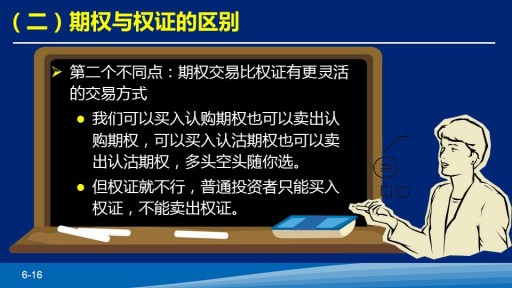 （二）期权与权证的区别
第二个不同点：期权交易比权证有更灵活
的交易方式
我们可以买入认购期权也可以卖出认
购期权，可以买入认沽期权也可以卖
出认沽期权，多头空头随你选。
但权证就不行，普通投资者只能买入
权证，不能卖出权证。
6-16